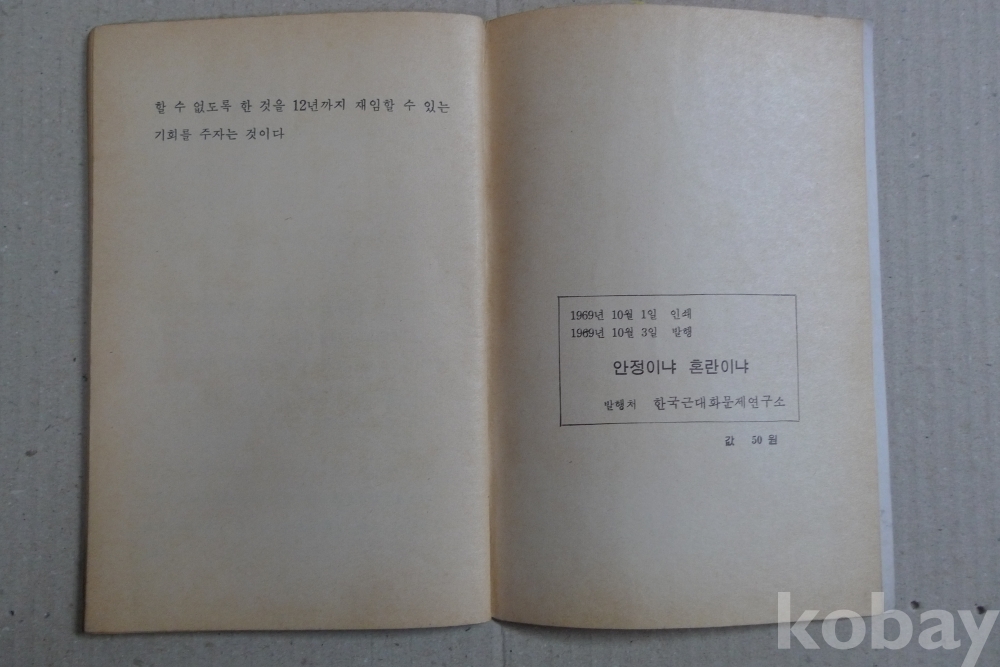 할 수 없도록 한 것을 12년까지 재임할 수 있는
기회를 주자는 것이다
1969년 10월 1일 인쇄
1969년 10월 3일 발행
안정이냐 혼란이냐
발행처 한국근대화문제연구소
값 50원
kobay